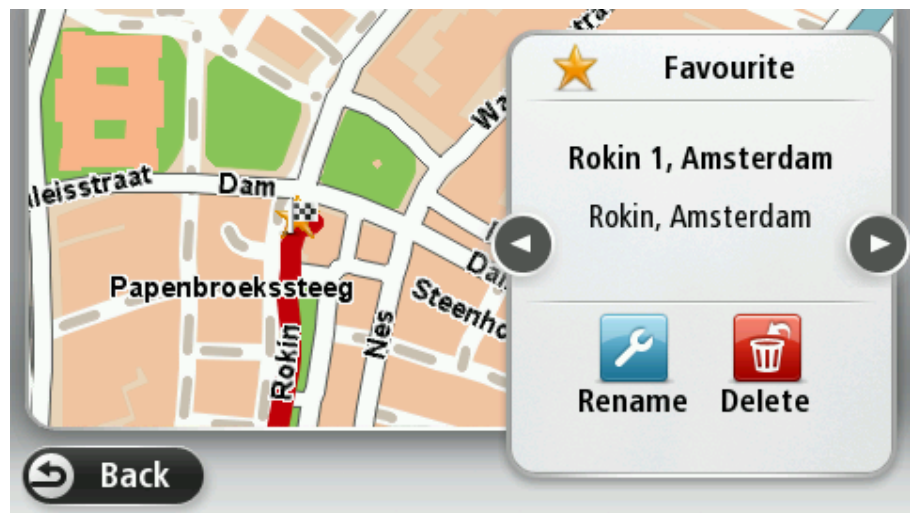 Favourite
Rokin 1, Amsterdam
Rokin, Amsterdam
Rename
Delete
Dam
Papenbroekssteeg
Rokin
Nes
Back